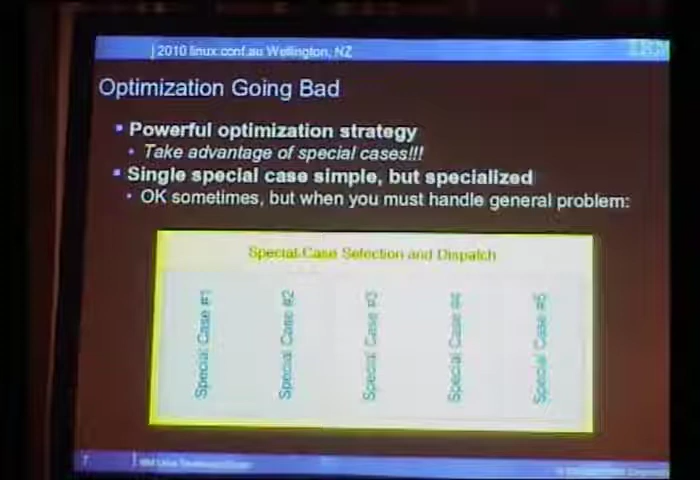 2010 linux.conf.au Wellington, NZ
IBM
Optimization Going Bad
Powerful optimization strategy
Take advantage of special cases!!!
Single special case simple, but specialized
OK sometimes, but when you must handle general problem:
Special-Case Selection and Dispatch
Special Case #1
Special Case #2
Special Case #3
Special Case #4
Special Case #5
7